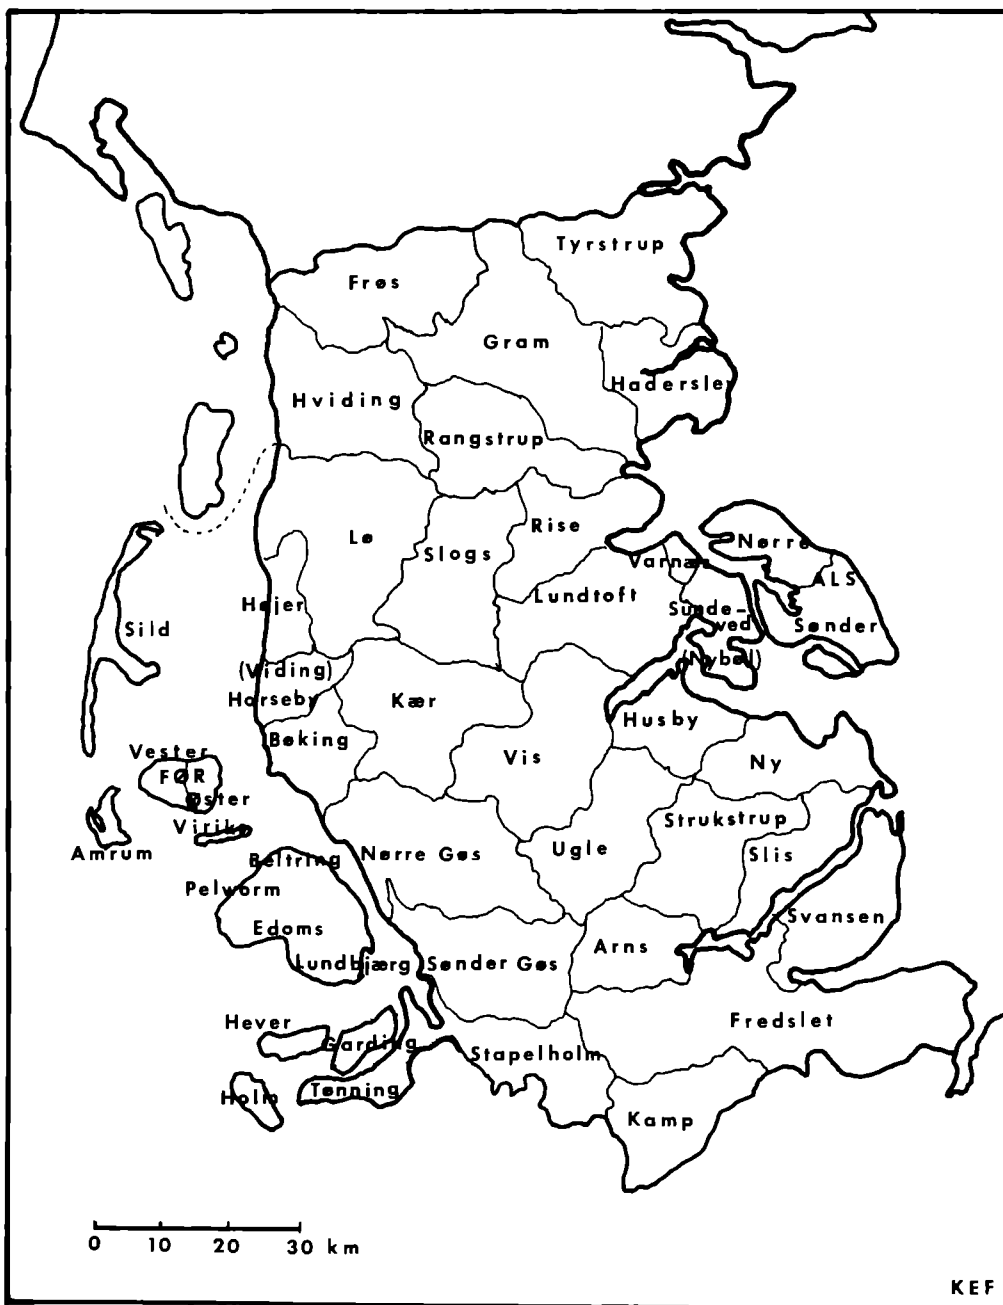 Tyrstrup
Frøs
Gram
Haderslev
Hviding
Rangstrup
Rise
Lø
Slogs
Nørre
Varnæs
ALS
Lundtoft
Højer
Sunde-
ved
Sønder
Sild
(Viding)
(Nybøl)
Horseby
Kær
Husby
Bøking
Vester
Vis
Ny
FØR
Øster
Strukstrup
Virike
Ugle
Slis
Amrum
Beltring
Nørre Gøs
Pelworm
Svansen
Edoms
Arns
Lundbjærg
Sønder Gøs
Hever
Fredslet
Garding
Stapelholm
Tønning
Holm
Kamp
0 10 20 30 km
KEF